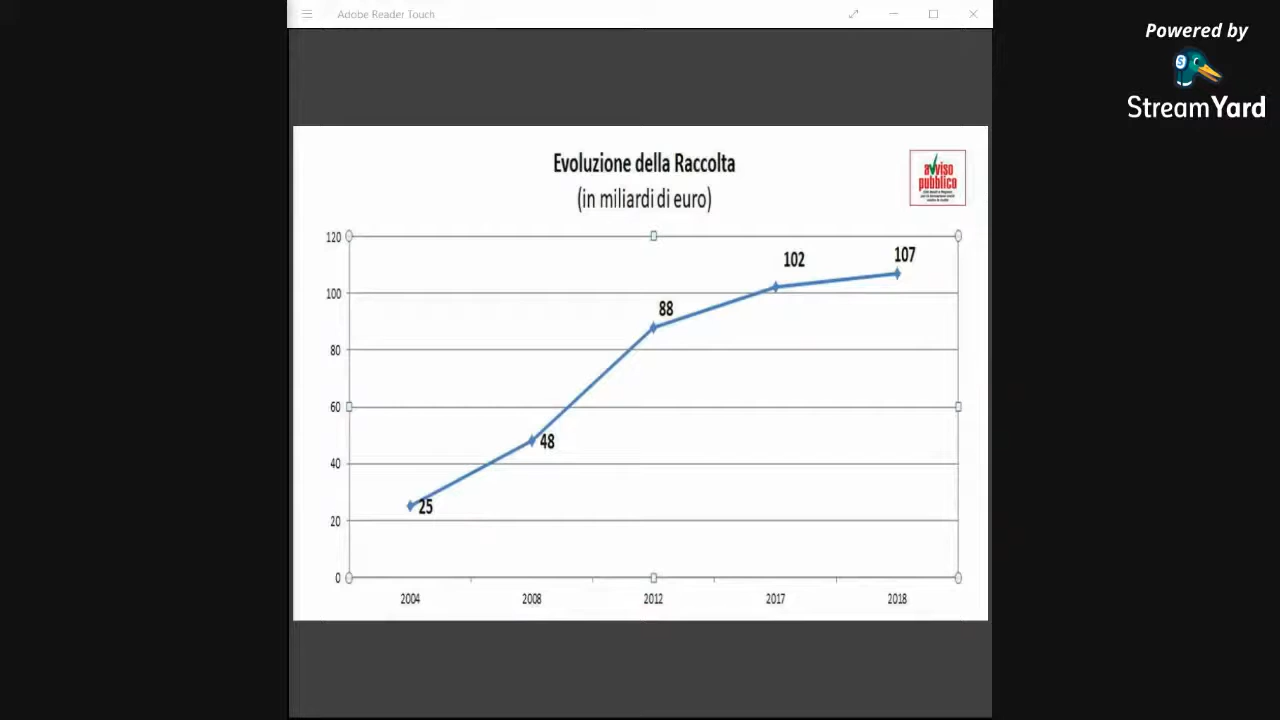 Adobe Reader Touch
Powered by
StreamYard
Evoluzione della Raccolta
(in miliardi di euro)
avviso
pubblico
120
100
80
60
40
20
0
25
48
88
102
107
2004
2008
2012
2017
2018